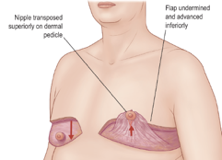 Nipple transposed
superiorly on dermal
pedicle
Flap undermined
and advanced
inferiorly